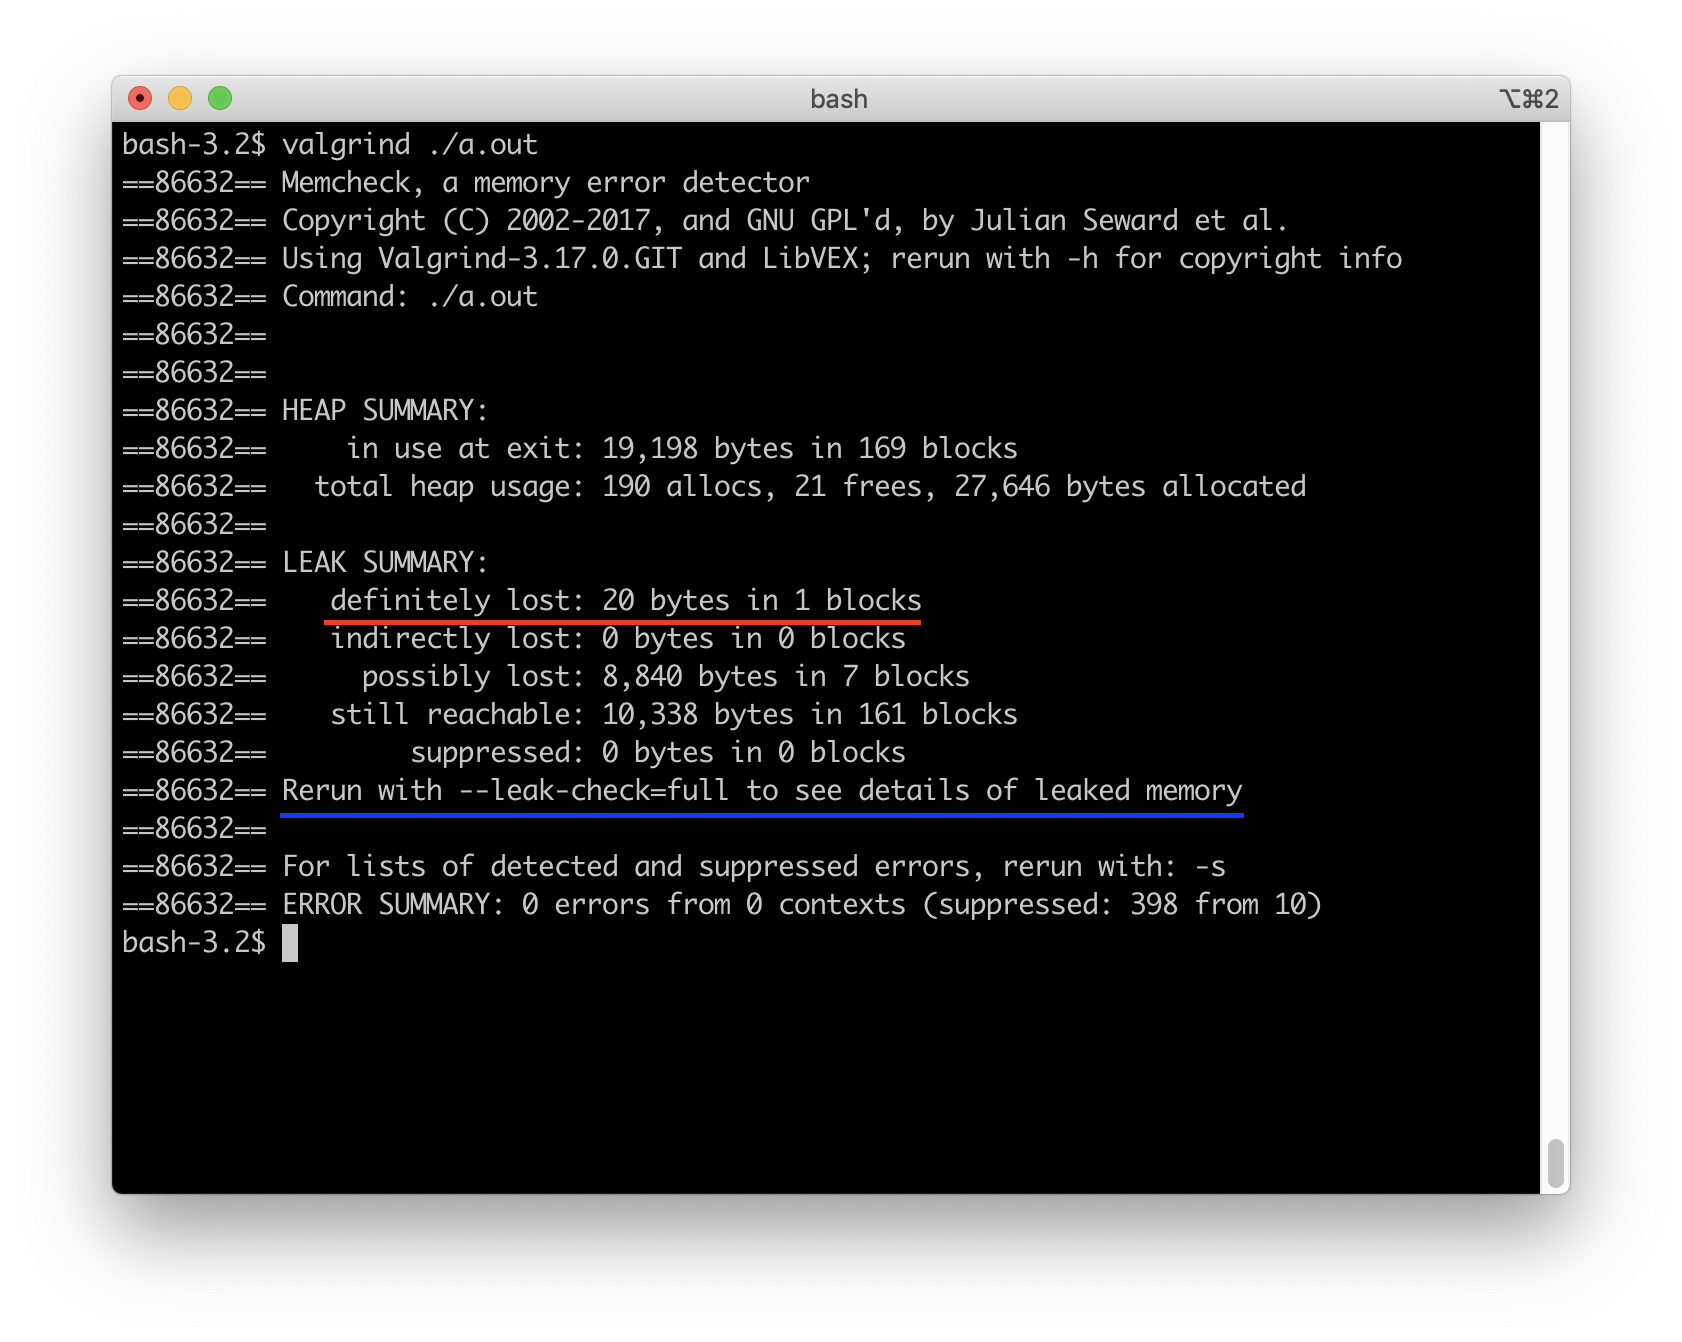 bash ⌥⌘2
bash-3.2$ valgrind ./a.out
==86632== Memcheck, a memory error detector
==86632== Copyright (C) 2002-2017, and GNU GPL'd, by Julian Seward et al.
==86632== Using Valgrind-3.17.0.GIT and LibVEX; rerun with -h for copyright info
==86632== Command: ./a.out
==86632==
==86632==
==86632== HEAP SUMMARY:
==86632==     in use at exit: 19,198 bytes in 169 blocks
==86632==   total heap usage: 190 allocs, 21 frees, 27,646 bytes allocated
==86632==
==86632== LEAK SUMMARY:
==86632==    definitely lost: 20 bytes in 1 blocks
==86632==    indirectly lost: 0 bytes in 0 blocks
==86632==      possibly lost: 8,840 bytes in 7 blocks
==86632==    still reachable: 10,338 bytes in 161 blocks
==86632==         suppressed: 0 bytes in 0 blocks
==86632== Rerun with --leak-check=full to see details of leaked memory
==86632==
==86632== For lists of detected and suppressed errors, rerun with: -s
==86632== ERROR SUMMARY: 0 errors from 0 contexts (suppressed: 398 from 10)
bash-3.2$